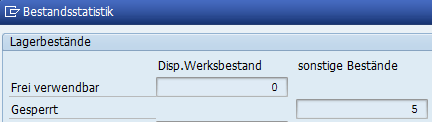 Bestandsstatistik
Lagerbestände
Disp.Werksbestand sonstige Bestände
Frei verwendbar 0
Gesperrt 5